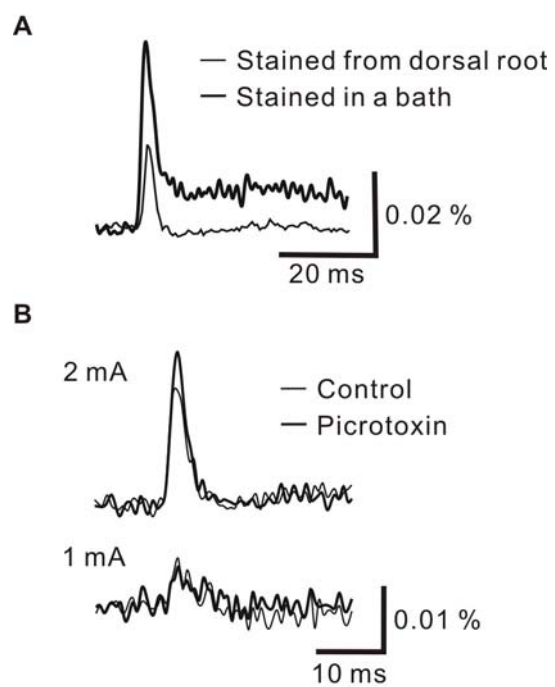 A
Stained from dorsal root
Stained in a bath
0.02 %
20 ms
B
2 mA
Control
Picrotoxin
1 mA
0.01 %
10 ms